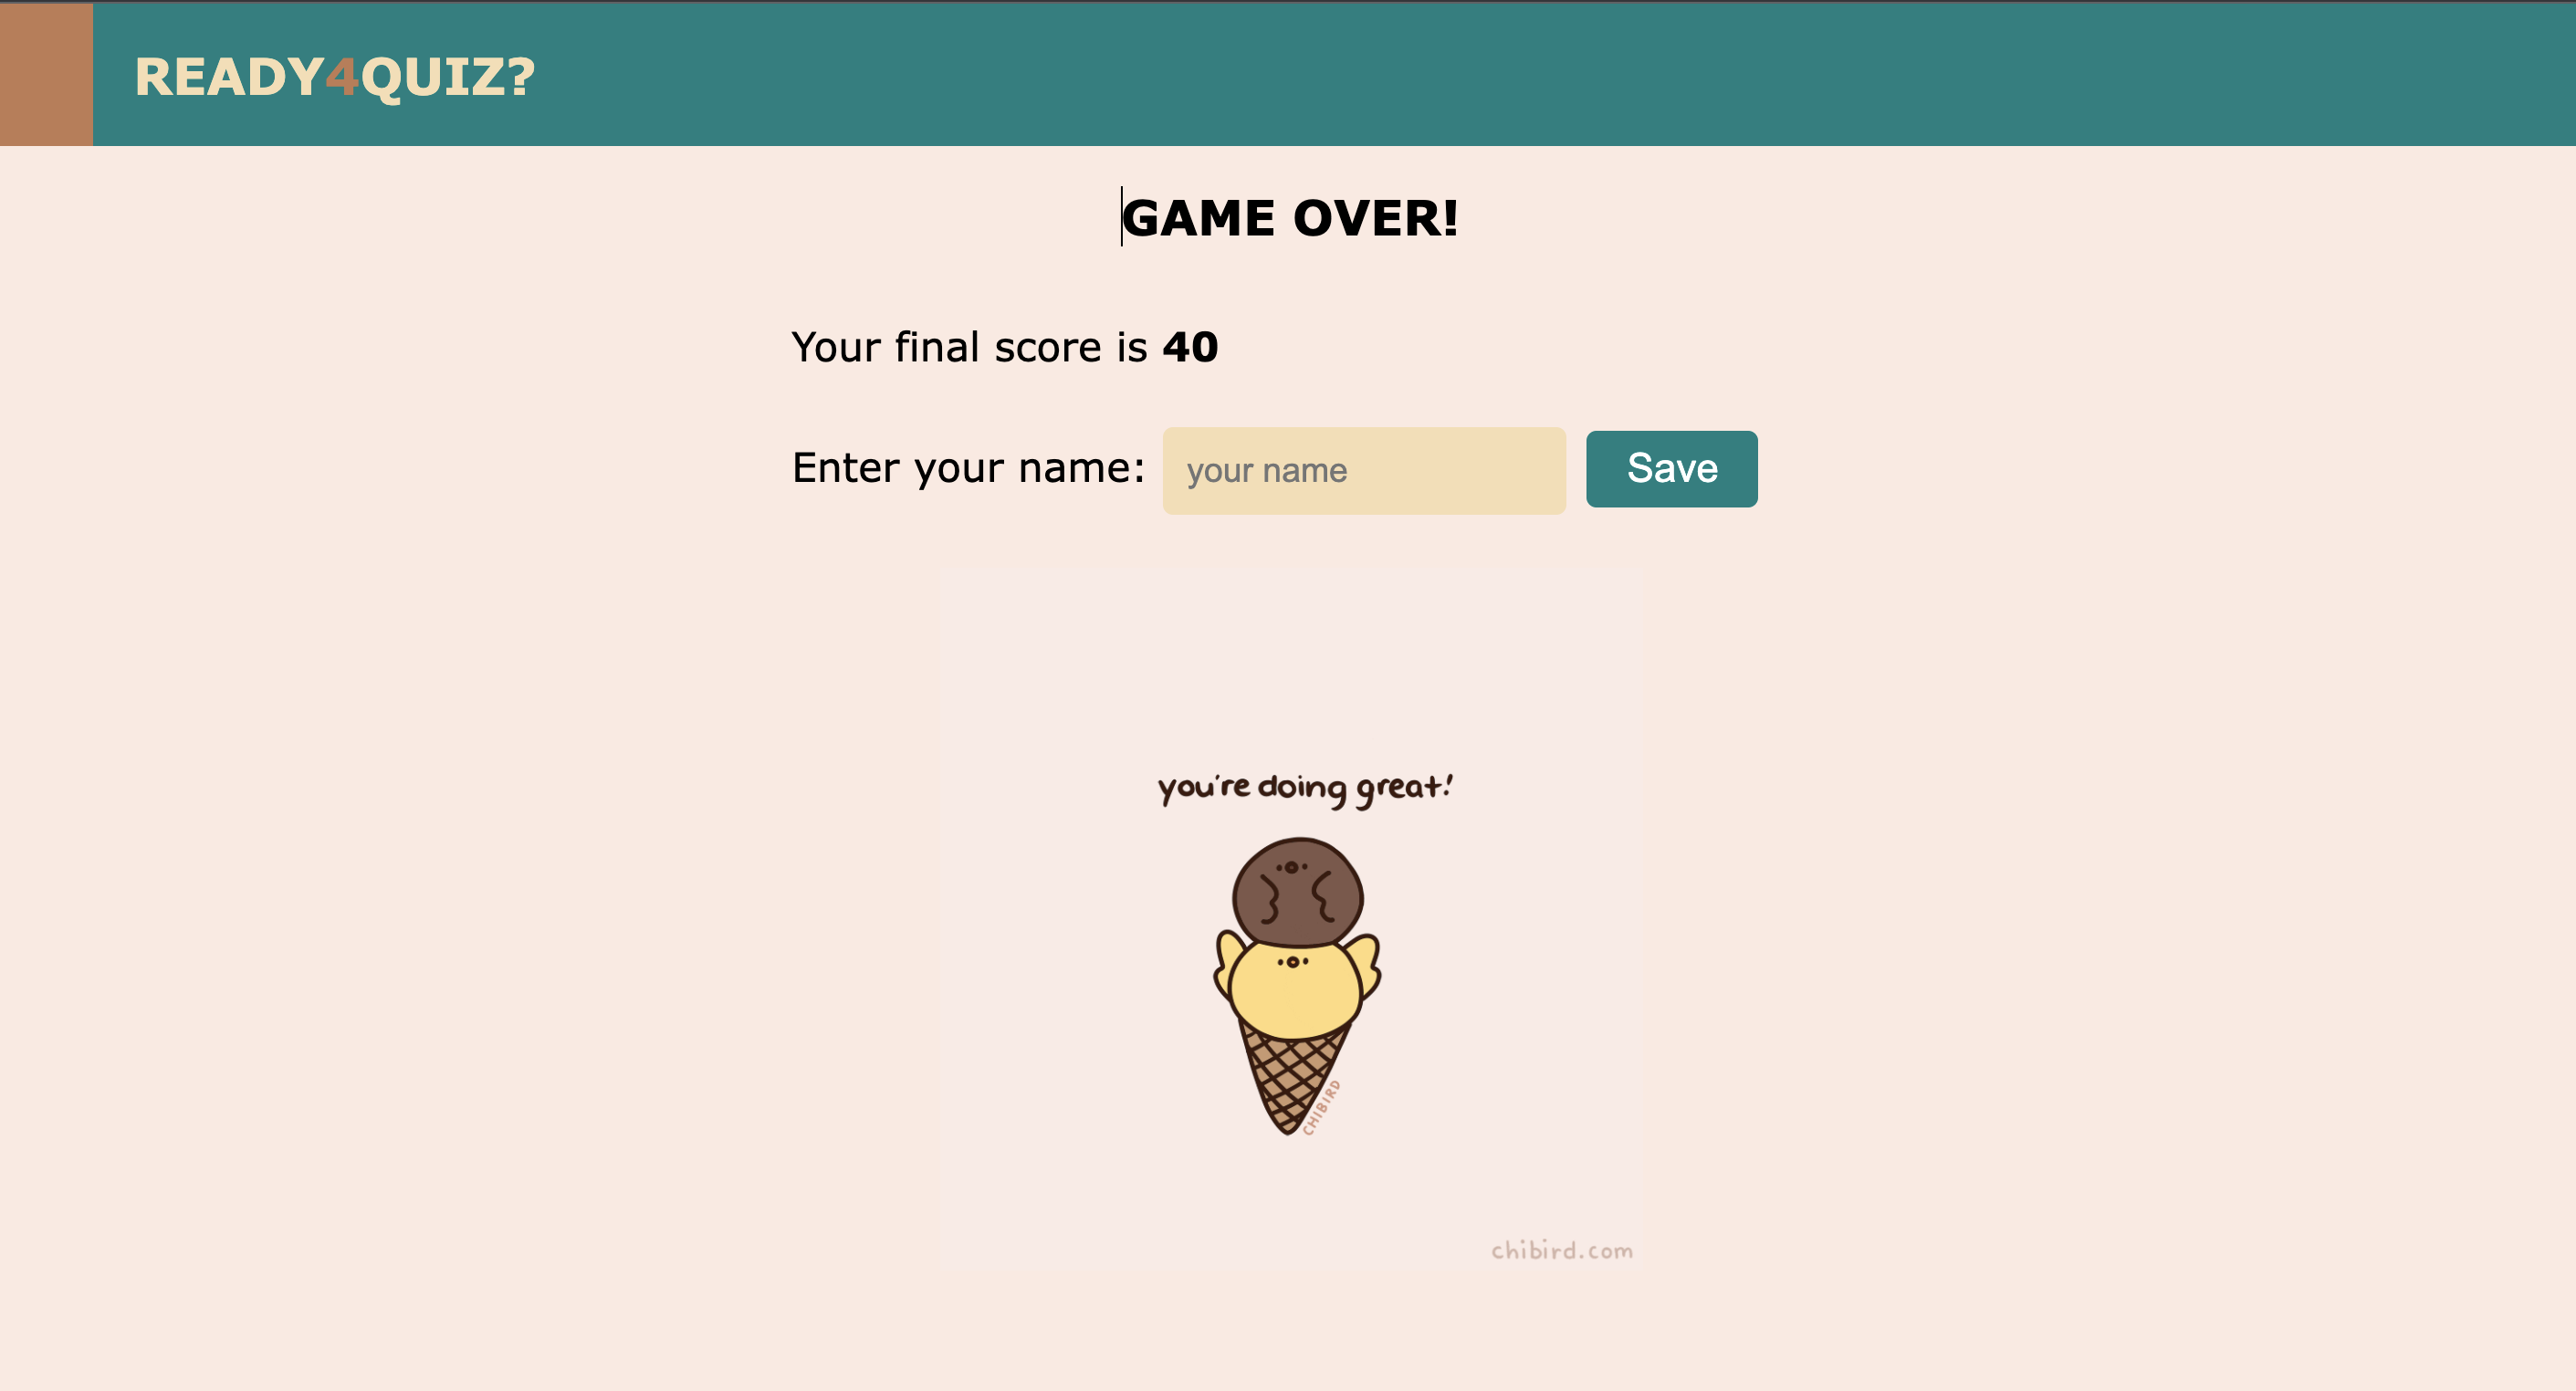 READY4QUIZ?
GAME OVER!
Your final score is 40
Enter your name: your name Save
you're doing great!
CHIBIRD
chibird.com